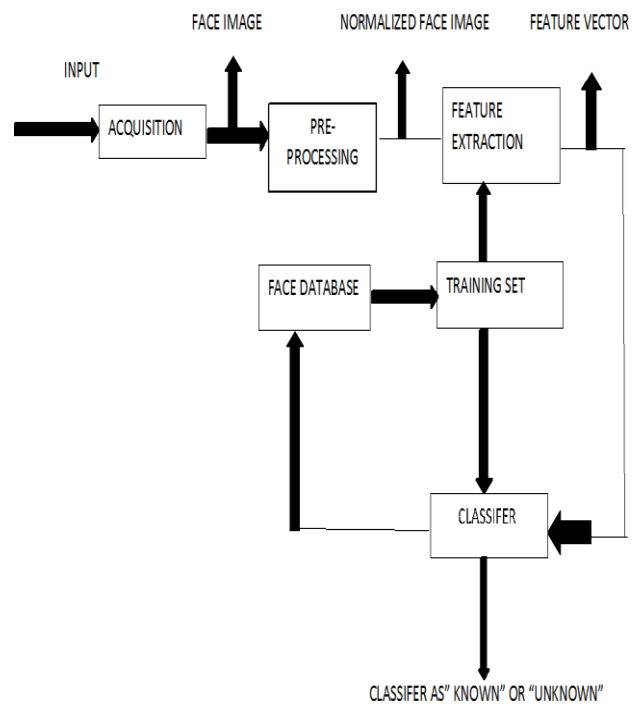 FACE IMAGE
NORMALIZED FACE IMAGE
FEATURE VECTOR
INPUT
ACQUISITION
PRE-
PROCESSING
FEATURE
EXTRACTION
FACE DATABASE
TRAINING SET
CLASSIFER
CLASSIFER AS" KNOWN" OR "UNKNOWN"